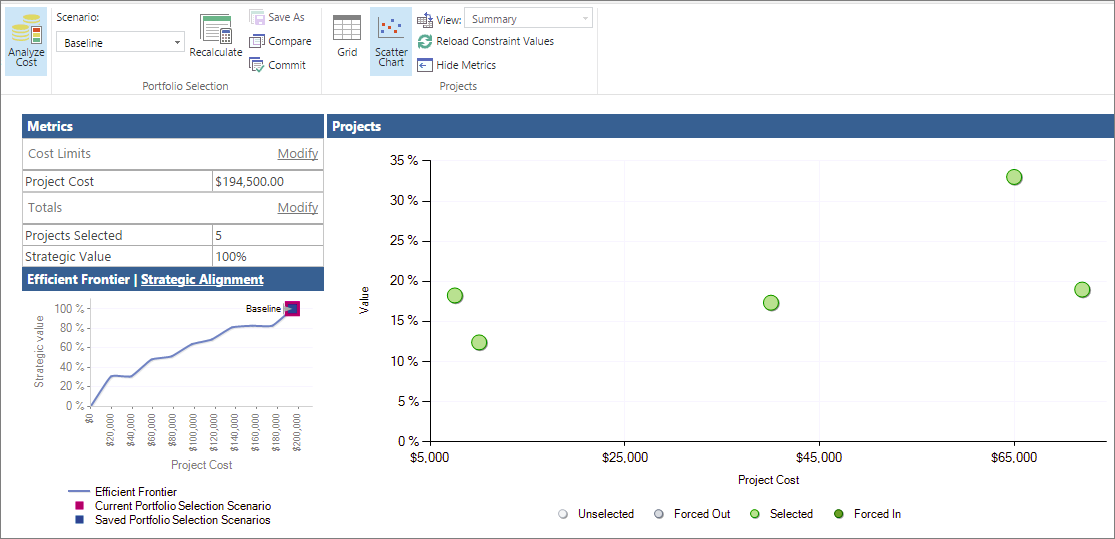 Analyze
Cost
Scenario:
Baseline
Recalculate
Save As
Compare
Commit
Portfolio Selection
Grid
Scatter
Chart
View: Summary
Reload Constraint Values
Hide Metrics
Projects
Metrics
Cost Limits Modify
Project Cost $194,500.00
Totals Modify
Projects Selected 5
Strategic Value 100%
Efficient Frontier | Strategic Alignment
Baseline
Strategic value
100 %
80 %
60 %
40 %
20 %
0 %
$0
$20,000
$40,000
$60,000
$80,000
$100,000
$120,000
$140,000
$160,000
$180,000
$200,000
Project Cost
Efficient Frontier
Current Portfolio Selection Scenario
Saved Portfolio Selection Scenarios
Projects
Value
35 %
30 %
25 %
20 %
15 %
10 %
5 %
0 %
$5,000 $25,000 $45,000 $65,000
Project Cost
Unselected Forced Out Selected Forced In